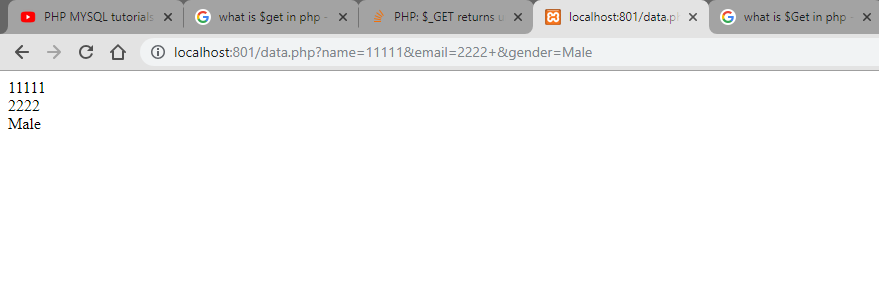 PHP MYSQL tutorials
what is $get in php -
PHP: $_GET returns u
localhost:801/data.p
what is $Get in php -
localhost:801/data.php?name=11111&email=2222+&gender=Male
11111
2222
Male